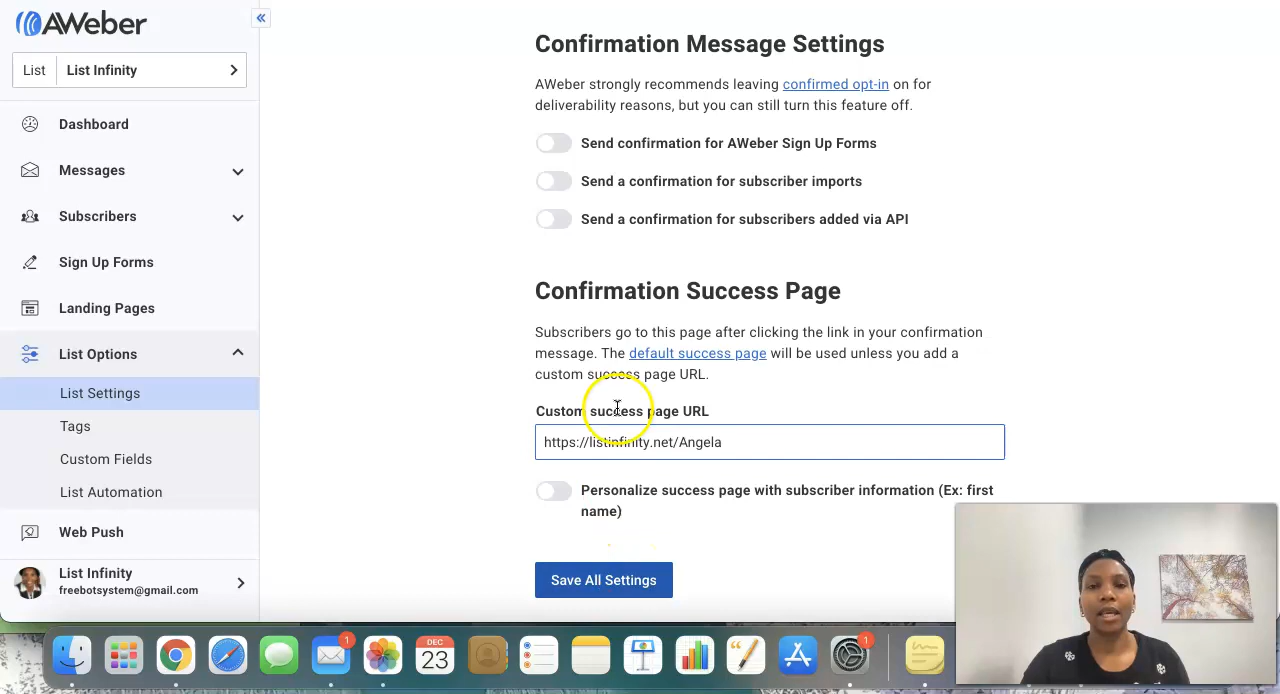 AWeber
«
List
List Infinity
Dashboard
Messages
Subscribers
Sign Up Forms
Landing Pages
List Options
List Settings
Tags
Custom Fields
List Automation
Web Push
List Infinity
freebotsystem@gmail.com
Confirmation Message Settings
AWeber strongly recommends leaving confirmed opt-in on for
deliverability reasons, but you can still turn this feature off.
Send confirmation for AWeber Sign Up Forms
Send a confirmation for subscriber imports
Send a confirmation for subscribers added via API
Confirmation Success Page
Subscribers go to this page after clicking the link in your confirmation
message. The default success page will be used unless you add a
custom success page URL.
Custom success page URL
https://listinfinity.net/Angela
Personalize success page with subscriber information (Ex: first
name)
Save All Settings
1
DEC
23
1